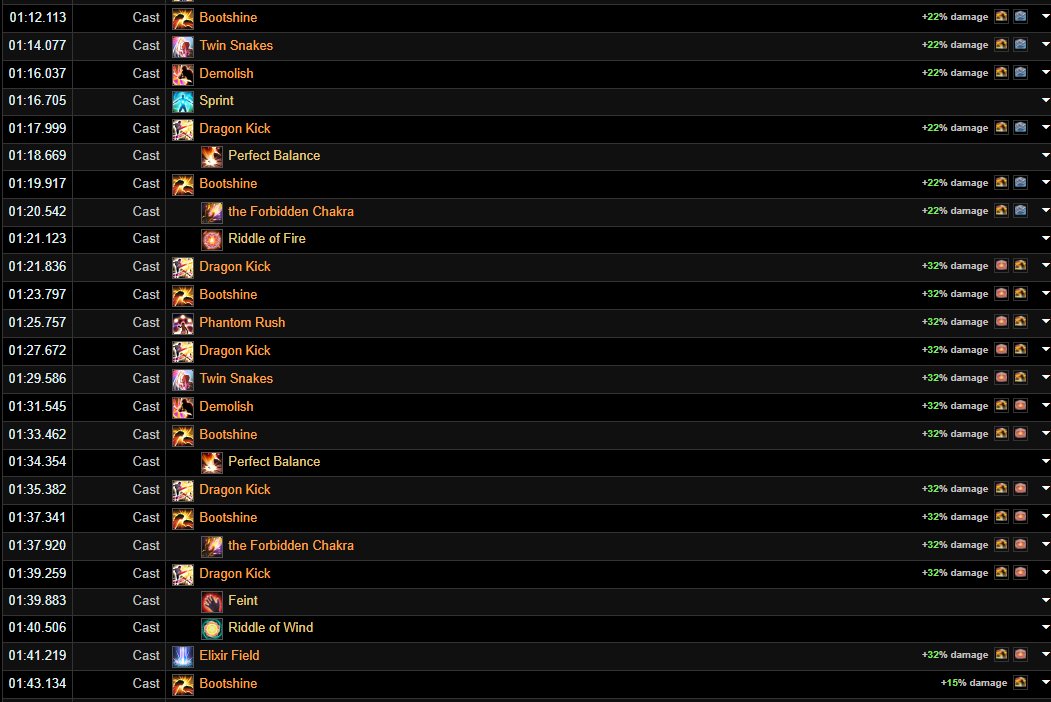 01:12.113 Cast Bootshine +22% damage
01:14.077 Cast Twin Snakes +22% damage
01:16.037 Cast Demolish +22% damage
01:16.705 Cast Sprint
01:17.999 Cast Dragon Kick +22% damage
01:18.669 Cast Perfect Balance
01:19.917 Cast Bootshine +22% damage
01:20.542 Cast the Forbidden Chakra +22% damage
01:21.123 Cast Riddle of Fire
01:21.836 Cast Dragon Kick +32% damage
01:23.797 Cast Bootshine +32% damage
01:25.757 Cast Phantom Rush +32% damage
01:27.672 Cast Dragon Kick +32% damage
01:29.586 Cast Twin Snakes +32% damage
01:31.545 Cast Demolish +32% damage
01:33.462 Cast Bootshine +32% damage
01:34.354 Cast Perfect Balance
01:35.382 Cast Dragon Kick +32% damage
01:37.341 Cast Bootshine +32% damage
01:37.920 Cast the Forbidden Chakra +32% damage
01:39.259 Cast Dragon Kick +32% damage
01:39.883 Cast Feint
01:40.506 Cast Riddle of Wind
01:41.219 Cast Elixir Field +32% damage
01:43.134 Cast Bootshine +15% damage